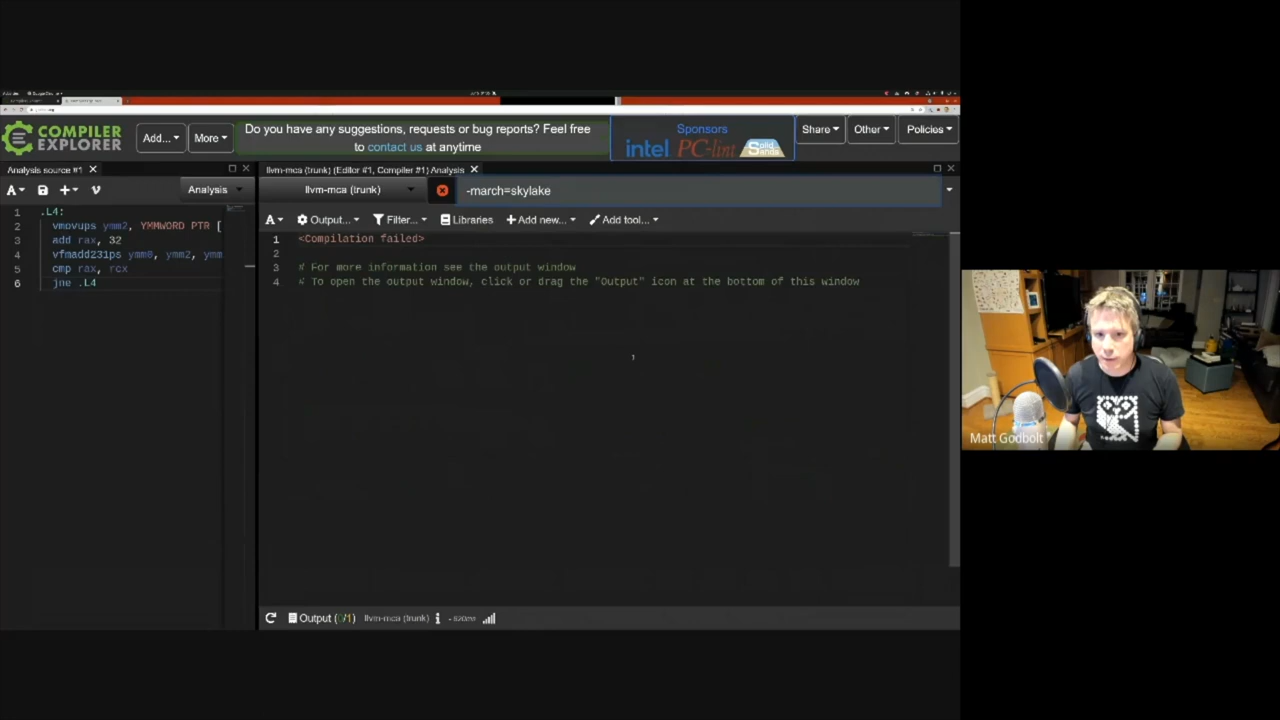 COMPILER
EXPLORER
Add...
More
Do you have any suggestions, requests or bug reports? Feel free
to contact us at anytime
Sponsors
intel PC-lint Solid Sands
Share
Other
Policies
Analysis source #1
A
Analysis
1 .L4:
2 vmovups ymm2, YMMWORD PTR [
3 add rax, 32
4 vfmadd231ps ymm0, ymm2, ymm
5 cmp rax, rcx
6 jne .L4
llvm-mca (trunk) (Editor #1, Compiler #1) Analysis
llvm-mca (trunk)
-march=skylake
A
Output...
Filter...
Libraries
Add new...
Add tool...
1 <Compilation failed>
2
3 # For more information see the output window
4 # To open the output window, click or drag the "Output" icon at the bottom of this window
Output (0/1) llvm-mca (trunk)
Matt Godbolt